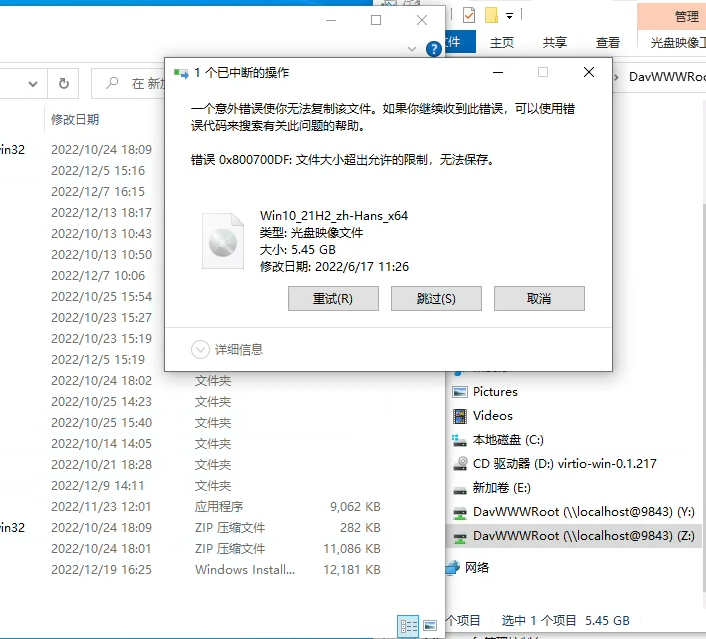 管理
文件
主页
共享
查看
光盘映像工
DavWWWRoo
在 新加
修改日期
in32
2022/10/24 18:09
2022/12/5 15:16
2022/12/7 16:15
2022/12/13 18:17
2022/10/13 10:43
2022/10/13 10:50
2022/12/7 10:06
2022/10/25 15:54
2022/10/23 15:27
2022/10/23 15:19
2022/12/5 15:19
2022/10/24 18:02 文件夹
2022/10/25 14:23 文件夹
2022/10/25 15:40 文件夹
2022/10/14 14:05 文件夹
2022/10/21 18:28 文件夹
2022/12/9 14:11 文件夹
2022/11/23 12:01 应用程序 9,062 KB
in32 2022/10/24 18:09 ZIP 压缩文件 282 KB
2022/10/24 18:01 ZIP 压缩文件 11,086 KB
2022/12/19 16:25 Windows Install... 12,181 KB
1 个已中断的操作
一个意外错误使你无法复制该文件。如果你继续收到此错误，可以使用错
误代码来搜索有关此问题的帮助。
错误 0x800700DF: 文件大小超出允许的限制，无法保存。
Win10_21H2_zh-Hans_x64
类型: 光盘映像文件
大小: 5.45 GB
修改日期: 2022/6/17 11:26
重试(R)
跳过(S)
取消
详细信息
Pictures
Videos
本地磁盘 (C:)
CD 驱动器 (D:) virtio-win-0.1.217
新加卷 (E:)
DavWWWRoot (\\localhost@9843) (Y:)
DavWWWRoot (\\localhost@9843) (Z:)
网络
个项目 选中 1 个项目 5.45 GB